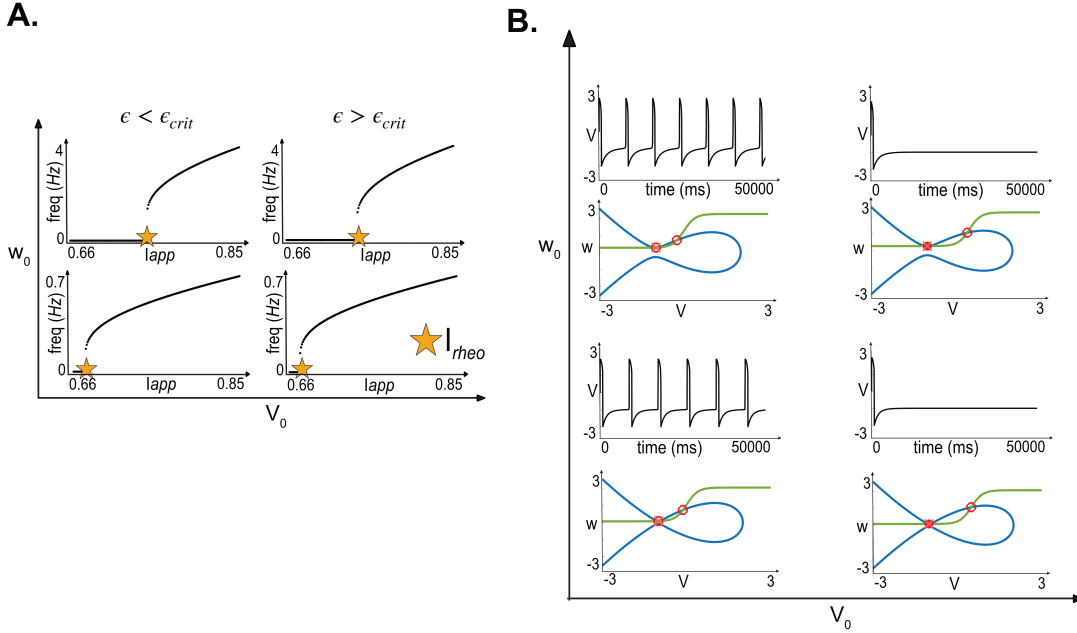 A.
B.
ϵ < ϵcrit
ϵ > ϵcrit
4
freq (Hz)
0
0.66
Iapp
0.85
4
freq (Hz)
0
0.66
Iapp
0.85
w0
0.7
freq (Hz)
0
0.66
Iapp
0.85
0.7
freq (Hz)
0
0.66
Iapp
0.85
Irheo
V0
3
V
-3
0
time (ms)
50000
3
V
-3
0
time (ms)
50000
w0
3
w
-3
-3
V
3
3
w
-3
-3
V
3
3
V
-3
0
time (ms)
50000
3
V
-3
0
time (ms)
50000
3
w
-3
-3
V
3
3
w
-3
-3
V
3
V0